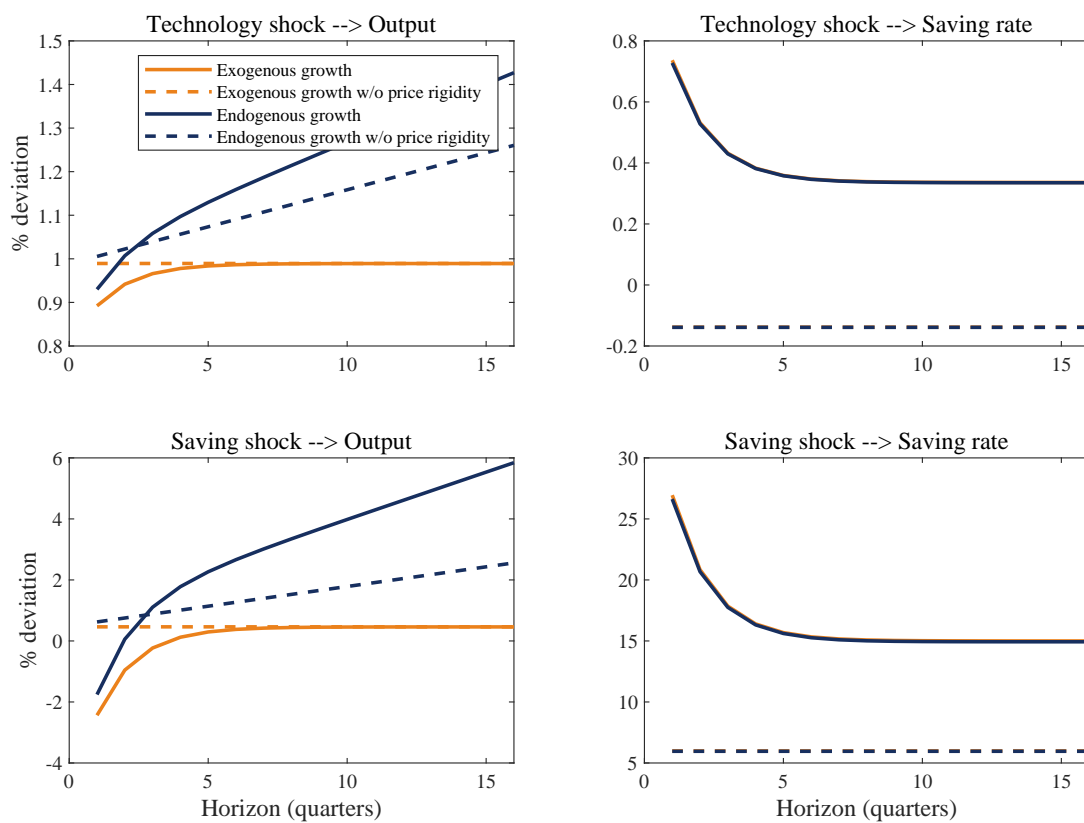 Technology shock --> Output
1.5
1.4
1.3
1.2
1.1
1
0.9
0.8
% deviation
Exogenous growth
Exogenous growth w/o price rigidity
Endogenous growth
Endogenous growth w/o price rigidity
0 5 10 15
Technology shock --> Saving rate
0.8
0.6
0.4
0.2
0
-0.2
0 5 10 15
Saving shock --> Output
6
4
2
0
-2
-4
% deviation
0 5 10 15
Horizon (quarters)
Saving shock --> Saving rate
30
25
20
15
10
5
0 5 10 15
Horizon (quarters)